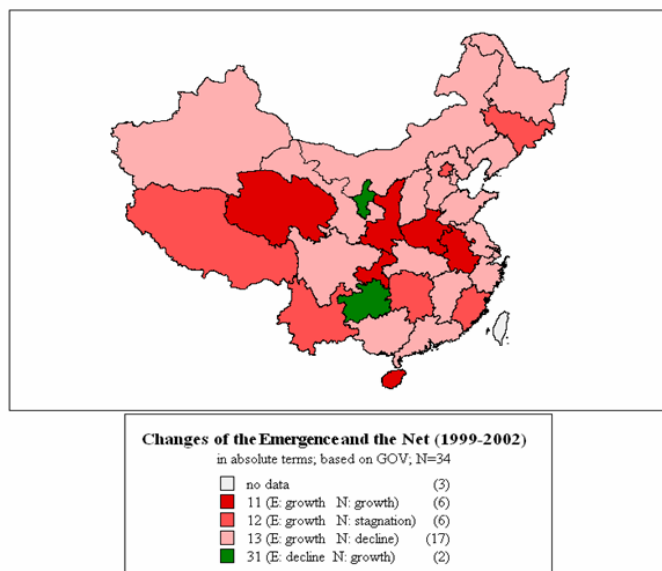 Changes of the Emergence and the Net (1999-2002)
in absolute terms; based on GOV; N=34
no data (3)
11 (E: growth N: growth) (6)
12 (E: growth N: stagnation) (6)
13 (E: growth N: decline) (17)
31 (E: decline N: growth) (2)